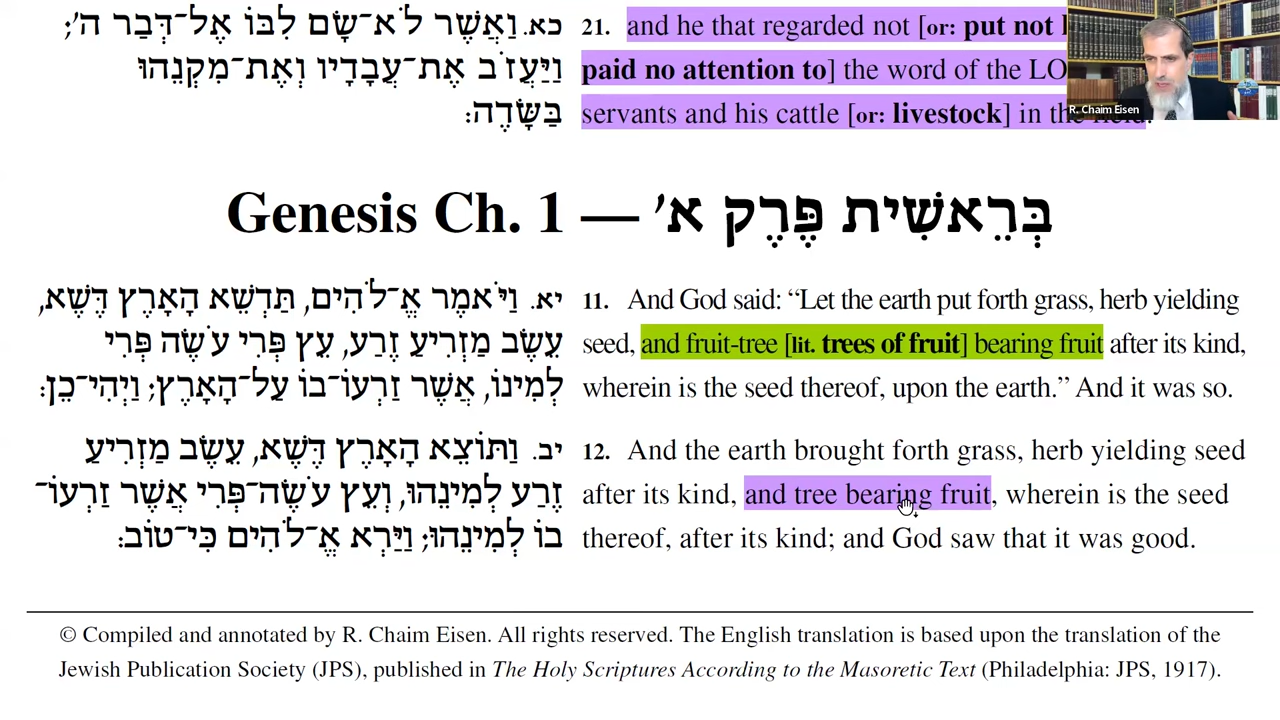 כא. וַאֲשֶׁר לֹא־שָׂם לִבּוֹ אֶל־דְּבַר ה';
וַיַּעֲזֹב אֶת־עֲבָדָיו וְאֶת־מִקְנֵהוּ
בַּשָּׂדֶה:
21. and he that regarded not [or: put not
paid no attention to] the word of the LO
servants and his cattle [or: livestock] in the field.
R. Chaim Eisen
Genesis Ch. 1 — בְּרֵאשִׁית פֶּרֶק א'
יא. וַיֹּאמֶר אֱ־לֹהִים, תַּדְשֵׁא הָאָרֶץ דֶּשֶׁא,
עֵשֶׂב מַזְרִיעַ זֶרַע, עֵץ פְּרִי עֹשֶׂה פְּרִי
לְמִינוֹ, אֲשֶׁר זַרְעוֹ־בוֹ עַל־הָאָרֶץ; וַיְהִי־כֵן:
11. And God said: “Let the earth put forth grass, herb yielding
seed, and fruit-tree [lit. trees of fruit] bearing fruit after its kind,
wherein is the seed thereof, upon the earth.” And it was so.
יב. וַתּוֹצֵא הָאָרֶץ דֶּשֶׁא, עֵשֶׂב מַזְרִיעַ
זֶרַע לְמִינֵהוּ, וְעֵץ עֹשֶׂה־פְּרִי אֲשֶׁר זַרְעוֹ־
בוֹ לְמִינֵהוּ; וַיַּרְא אֱ־לֹהִים כִּי־טוֹב:
12. And the earth brought forth grass, herb yielding seed
after its kind, and tree bearing fruit, wherein is the seed
thereof, after its kind; and God saw that it was good.
© Compiled and annotated by R. Chaim Eisen. All rights reserved. The English translation is based upon the translation of the
Jewish Publication Society (JPS), published in The Holy Scriptures According to the Masoretic Text (Philadelphia: JPS, 1917).